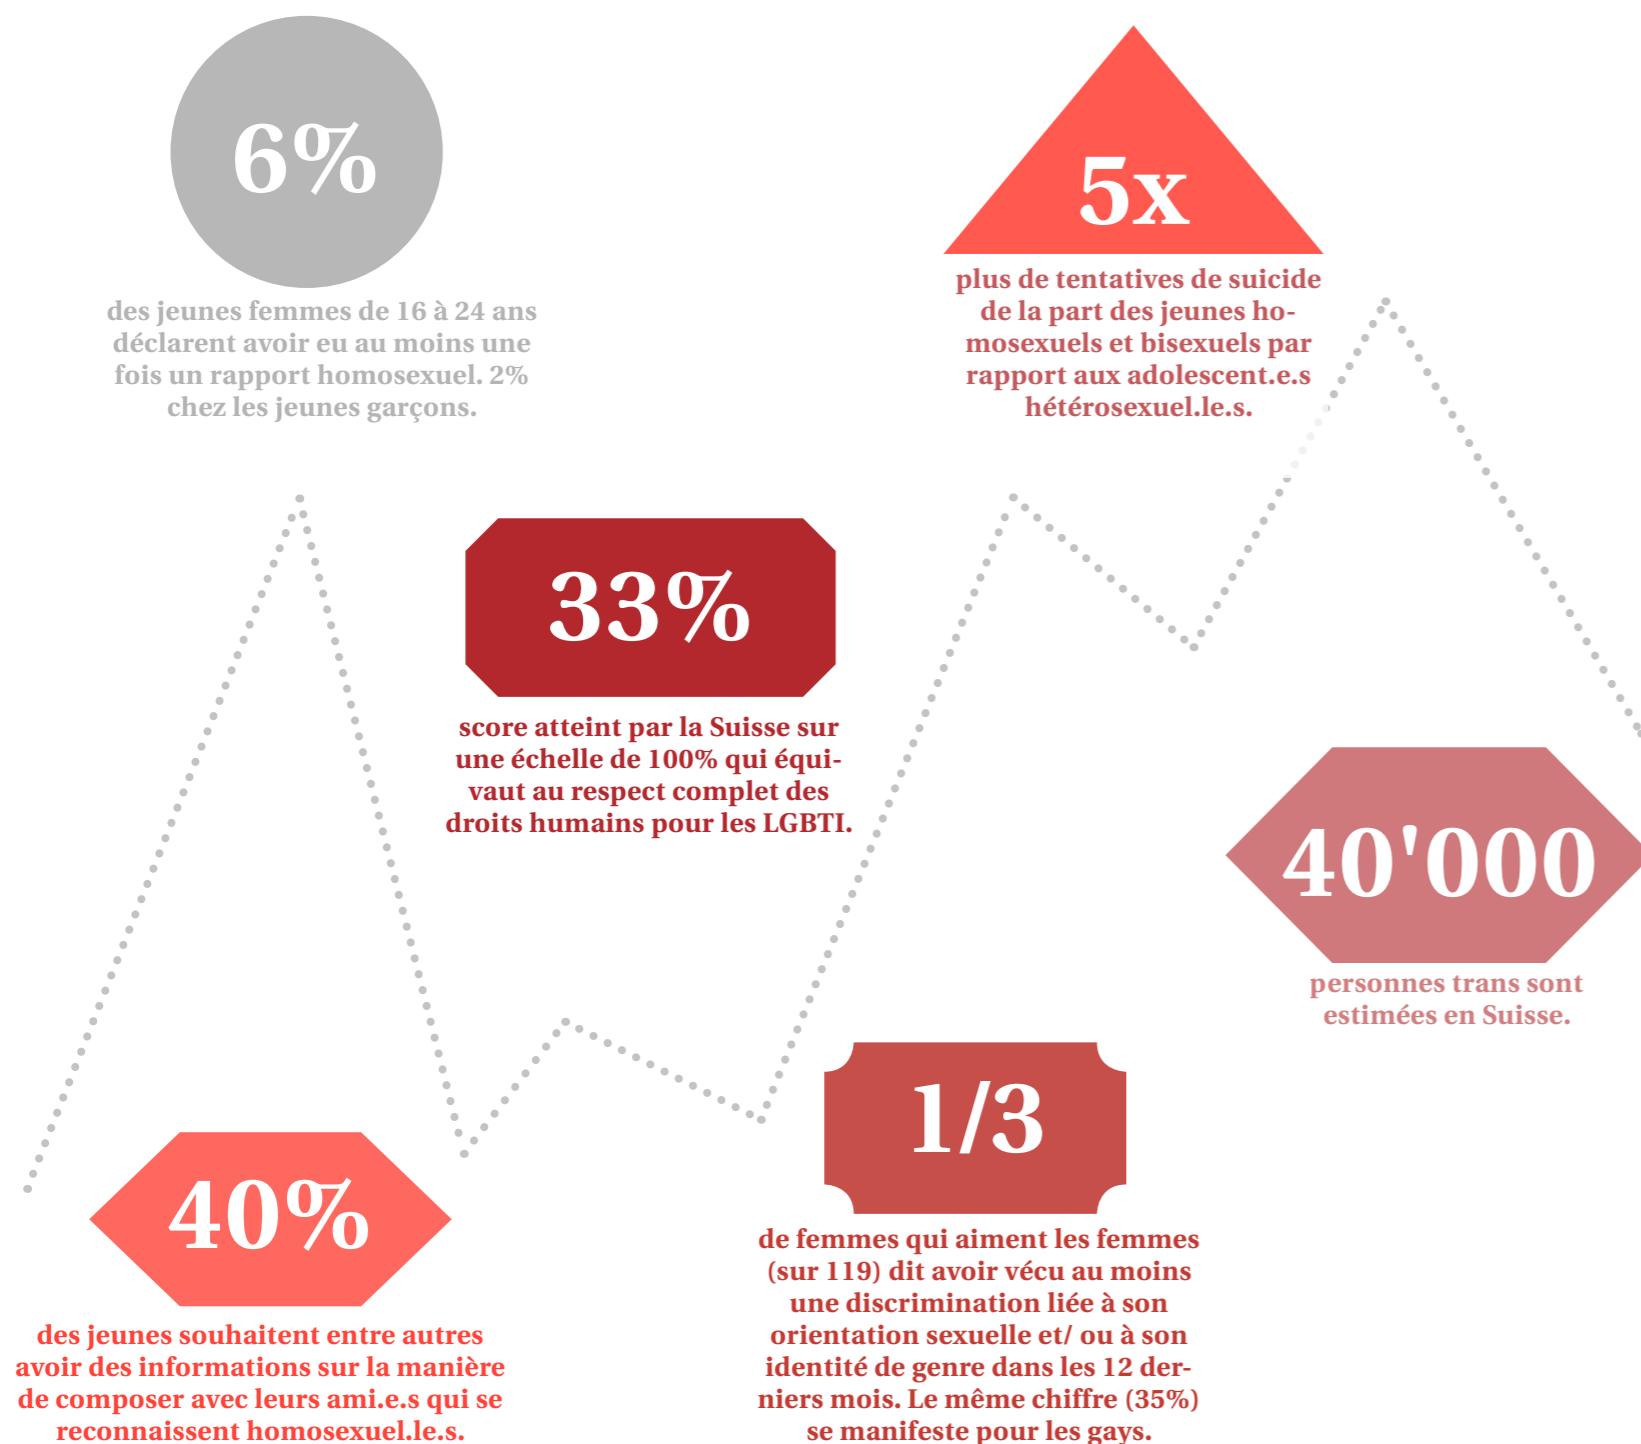 6%
des jeunes femmes de 16 à 24 ans
déclarent avoir eu au moins une
fois un rapport homosexuel. 2%
chez les jeunes garçons.
5x
plus de tentatives de suicide
de la part des jeunes ho-
mosexuels et bisexuels par
rapport aux adolescent.e.s
hétérosexuel.le.s.
33%
score atteint par la Suisse sur
une échelle de 100% qui équi-
vaut au respect complet des
droits humains pour les LGBTI.
40'000
personnes trans sont
estimées en Suisse.
40%
des jeunes souhaitent entre autres
avoir des informations sur la manière
de composer avec leurs ami.e.s qui se
reconnaissent homosexuel.le.s.
1/3
de femmes qui aiment les femmes
(sur 119) dit avoir vécu au moins
une discrimination liée à son
orientation sexuelle et/ ou à son
identité de genre dans les 12 der-
niers mois. Le même chiffre (35%)
se manifeste pour les gays.